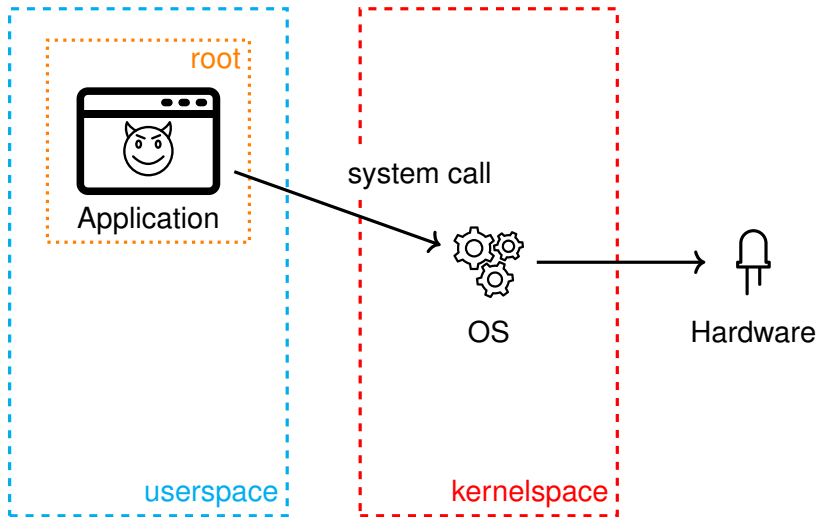 root
Application
system call
OS
Hardware
userspace
kernelspace